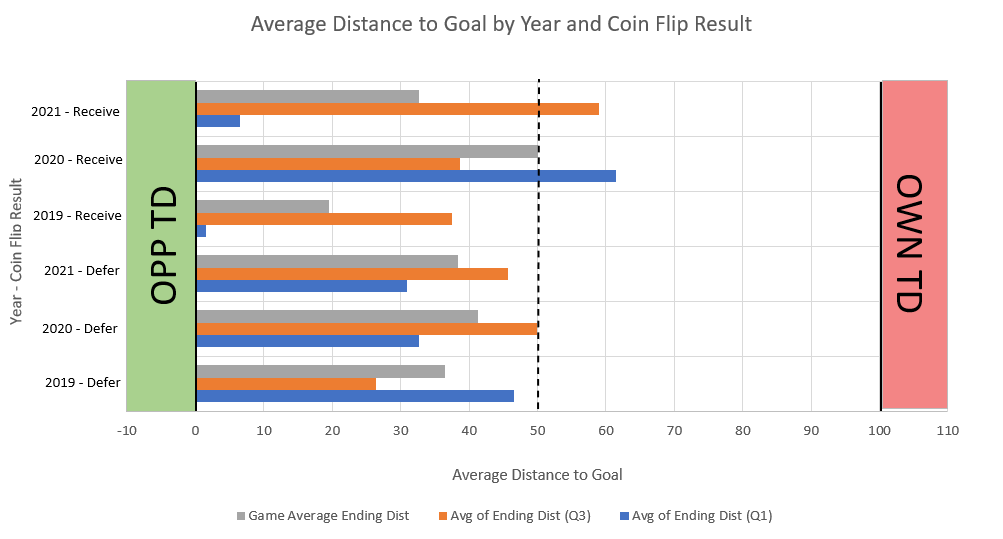 Average Distance to Goal by Year and Coin Flip Result
Year - Coin Flip Result
OPP TD
OWN TD
2021 - Receive
2020 - Receive
2019 - Receive
2021 - Defer
2020 - Defer
2019 - Defer
-10 0 10 20 30 40 50 60 70 80 90 100 110
Average Distance to Goal
Game Average Ending Dist Avg of Ending Dist (Q3) Avg of Ending Dist (Q1)